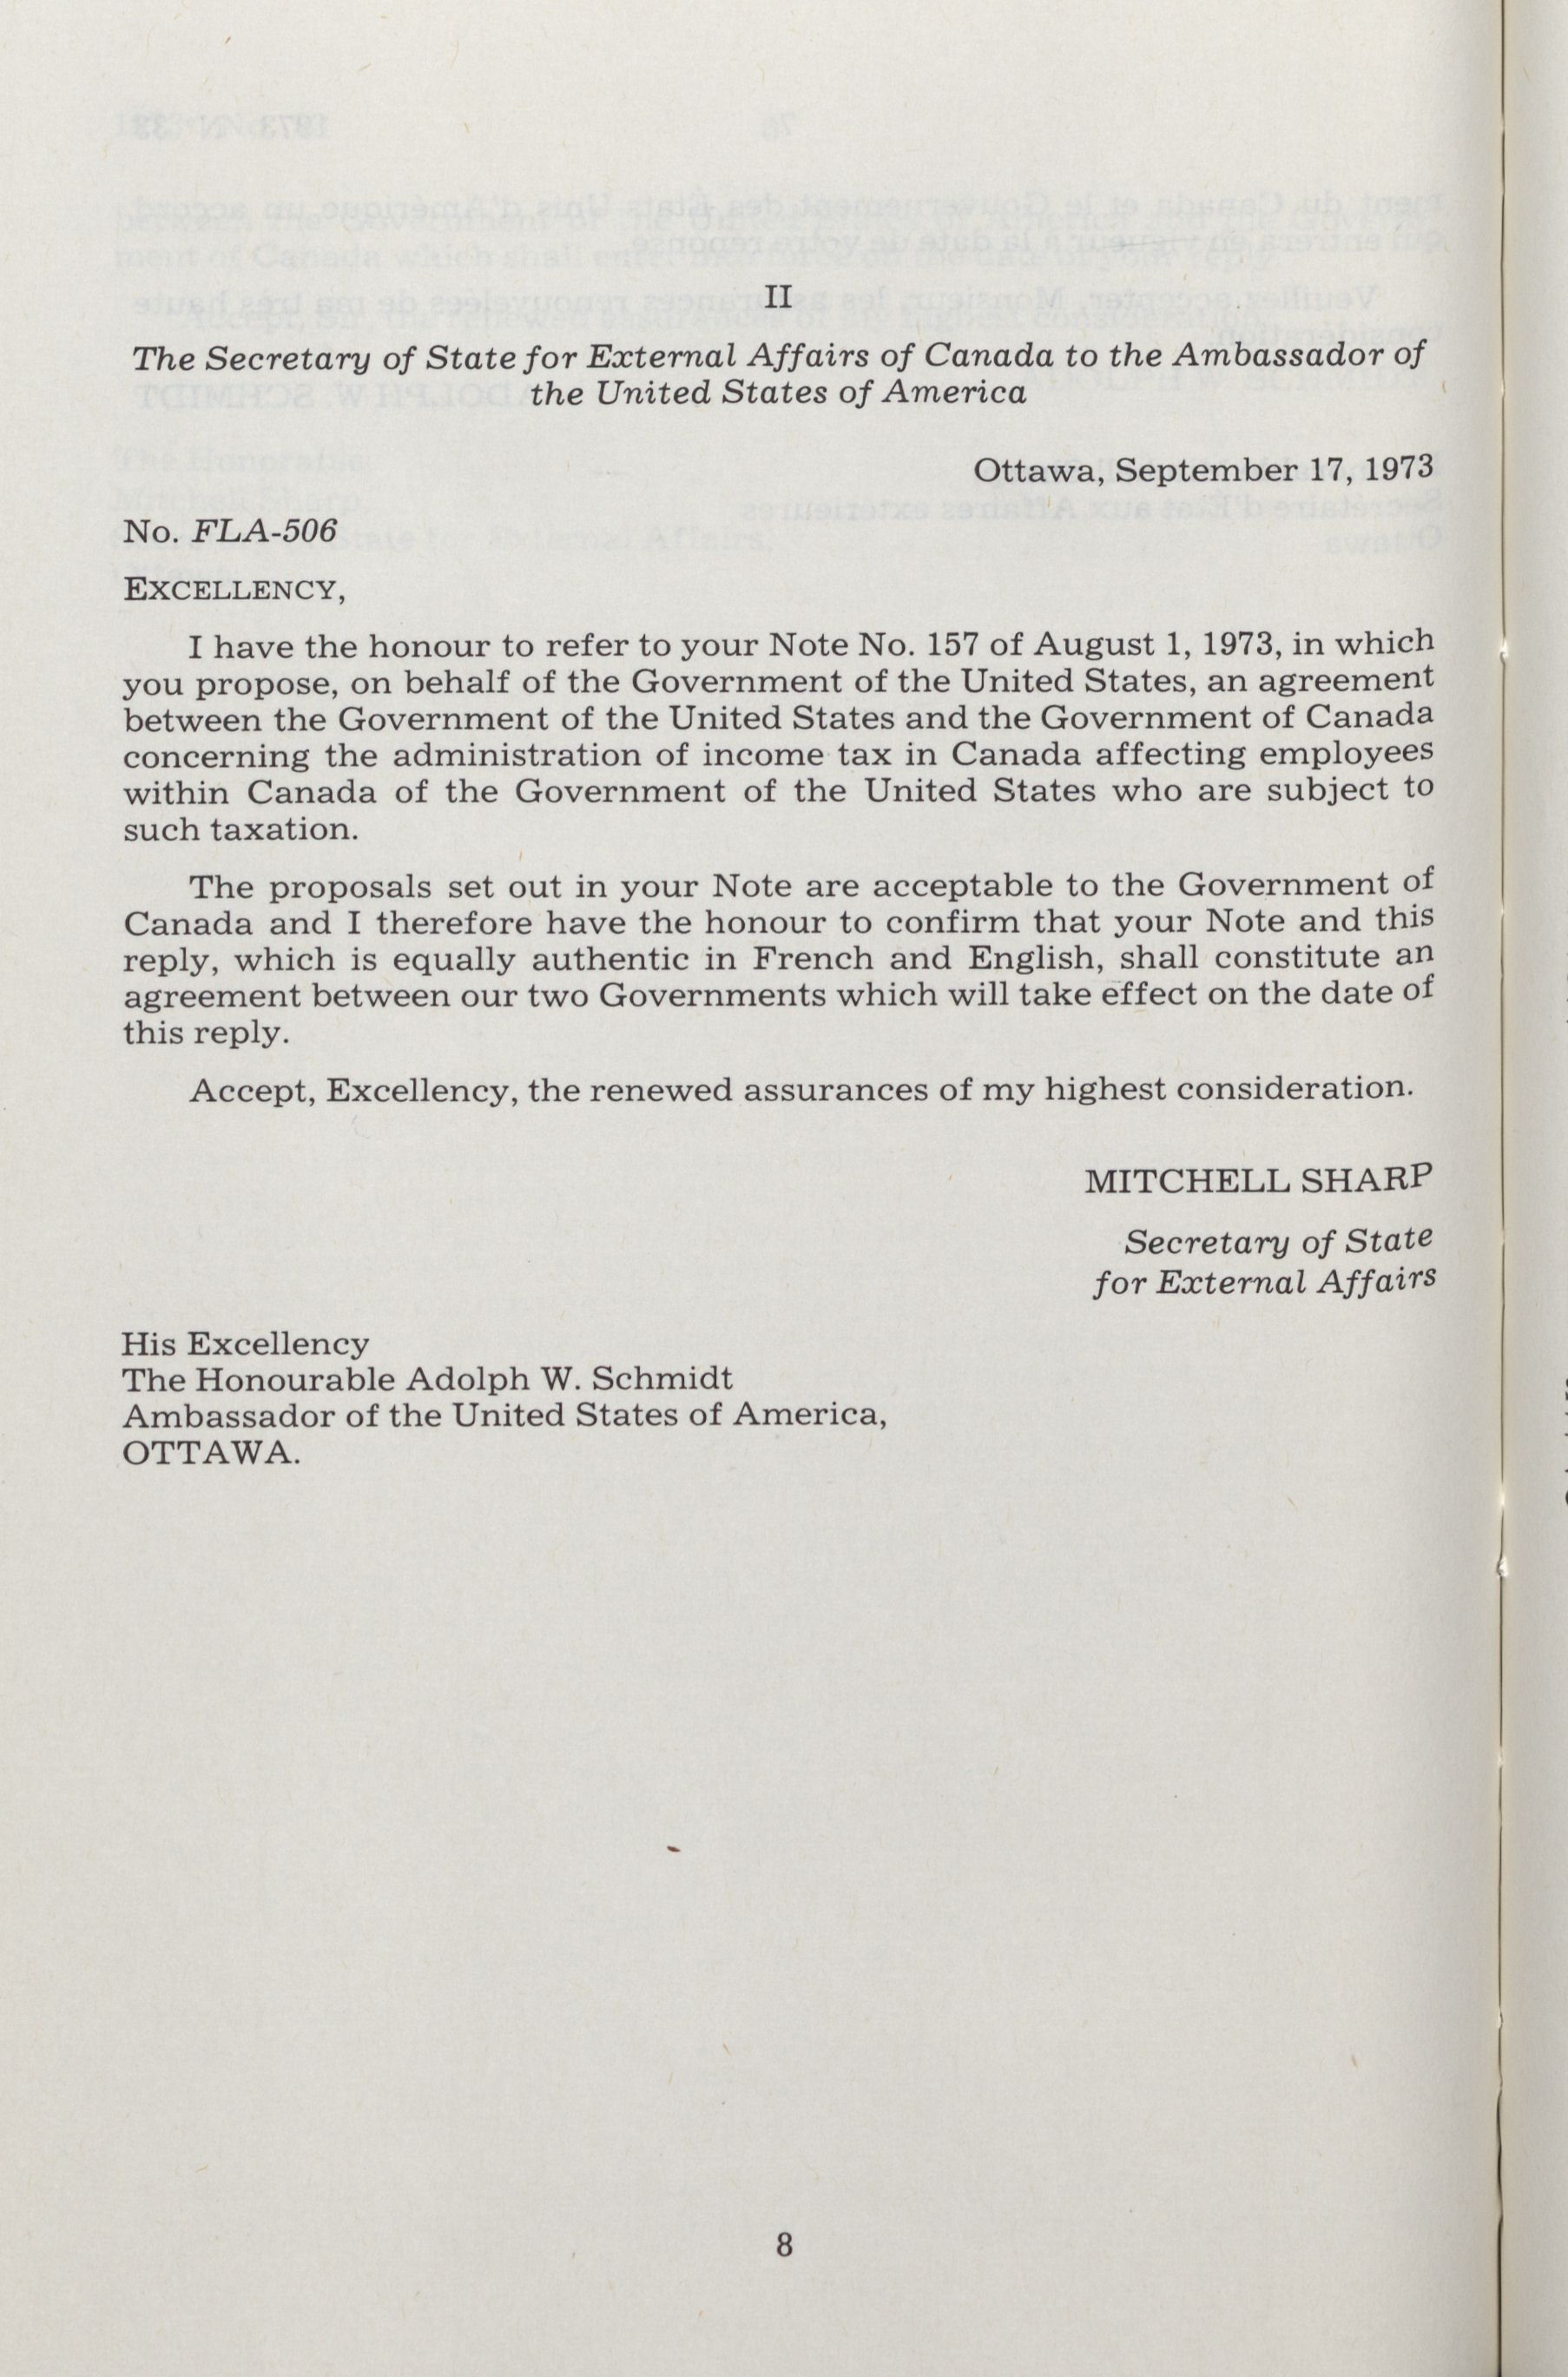 II
The Secretary of State for External Affairs of Canada to the Ambassador of
the United States of America
Ottawa, September 17, 1973
No. FLA-506
EXCELLENCY,
I have the honour to refer to your Note No. 157 of August 1, 1973, in which
you propose, on behalf of the Government of the United States, an agreement
between the Government of the United States and the Government of Canada
concerning the administration of income tax in Canada affecting employees
within Canada of the Government of the United States who are subject to
such taxation.
The proposals set out in your Note are acceptable to the Government of
Canada and I therefore have the honour to confirm that your Note and this
reply, which is equally authentic in French and English, shall constitute an
agreement between our two Governments which will take effect on the date of
this reply.
Accept, Excellency, the renewed assurances of my highest consideration.
MITCHELL SHARP
Secretary of State
for External Affairs
His Excellency
The Honourable Adolph W. Schmidt
Ambassador of the United States of America,
OTTAWA.
8